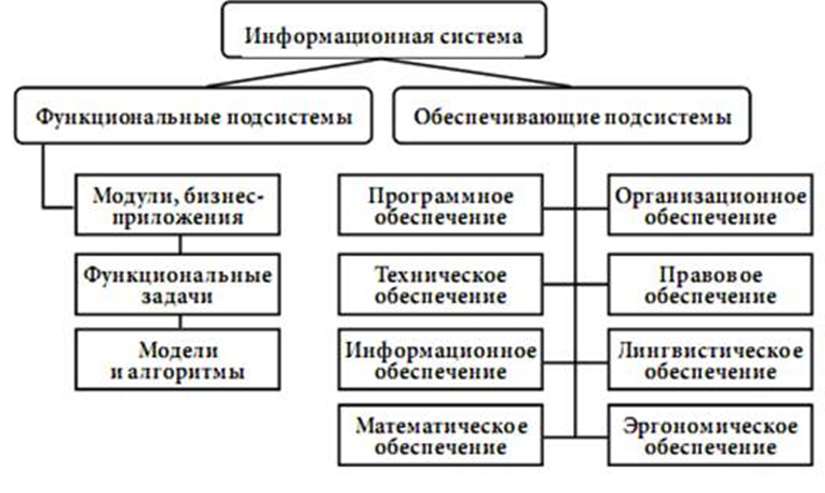 Информационная система
Функциональные подсистемы
Обеспечивающие подсистемы
Модули, бизнес-
приложения
Функциональные
задачи
Модели
и алгоритмы
Программное
обеспечение
Организационное
обеспечение
Техническое
обеспечение
Правовое
обеспечение
Информационное
обеспечение
Лингвистическое
обеспечение
Математическое
обеспечение
Эргономическое
обеспечение